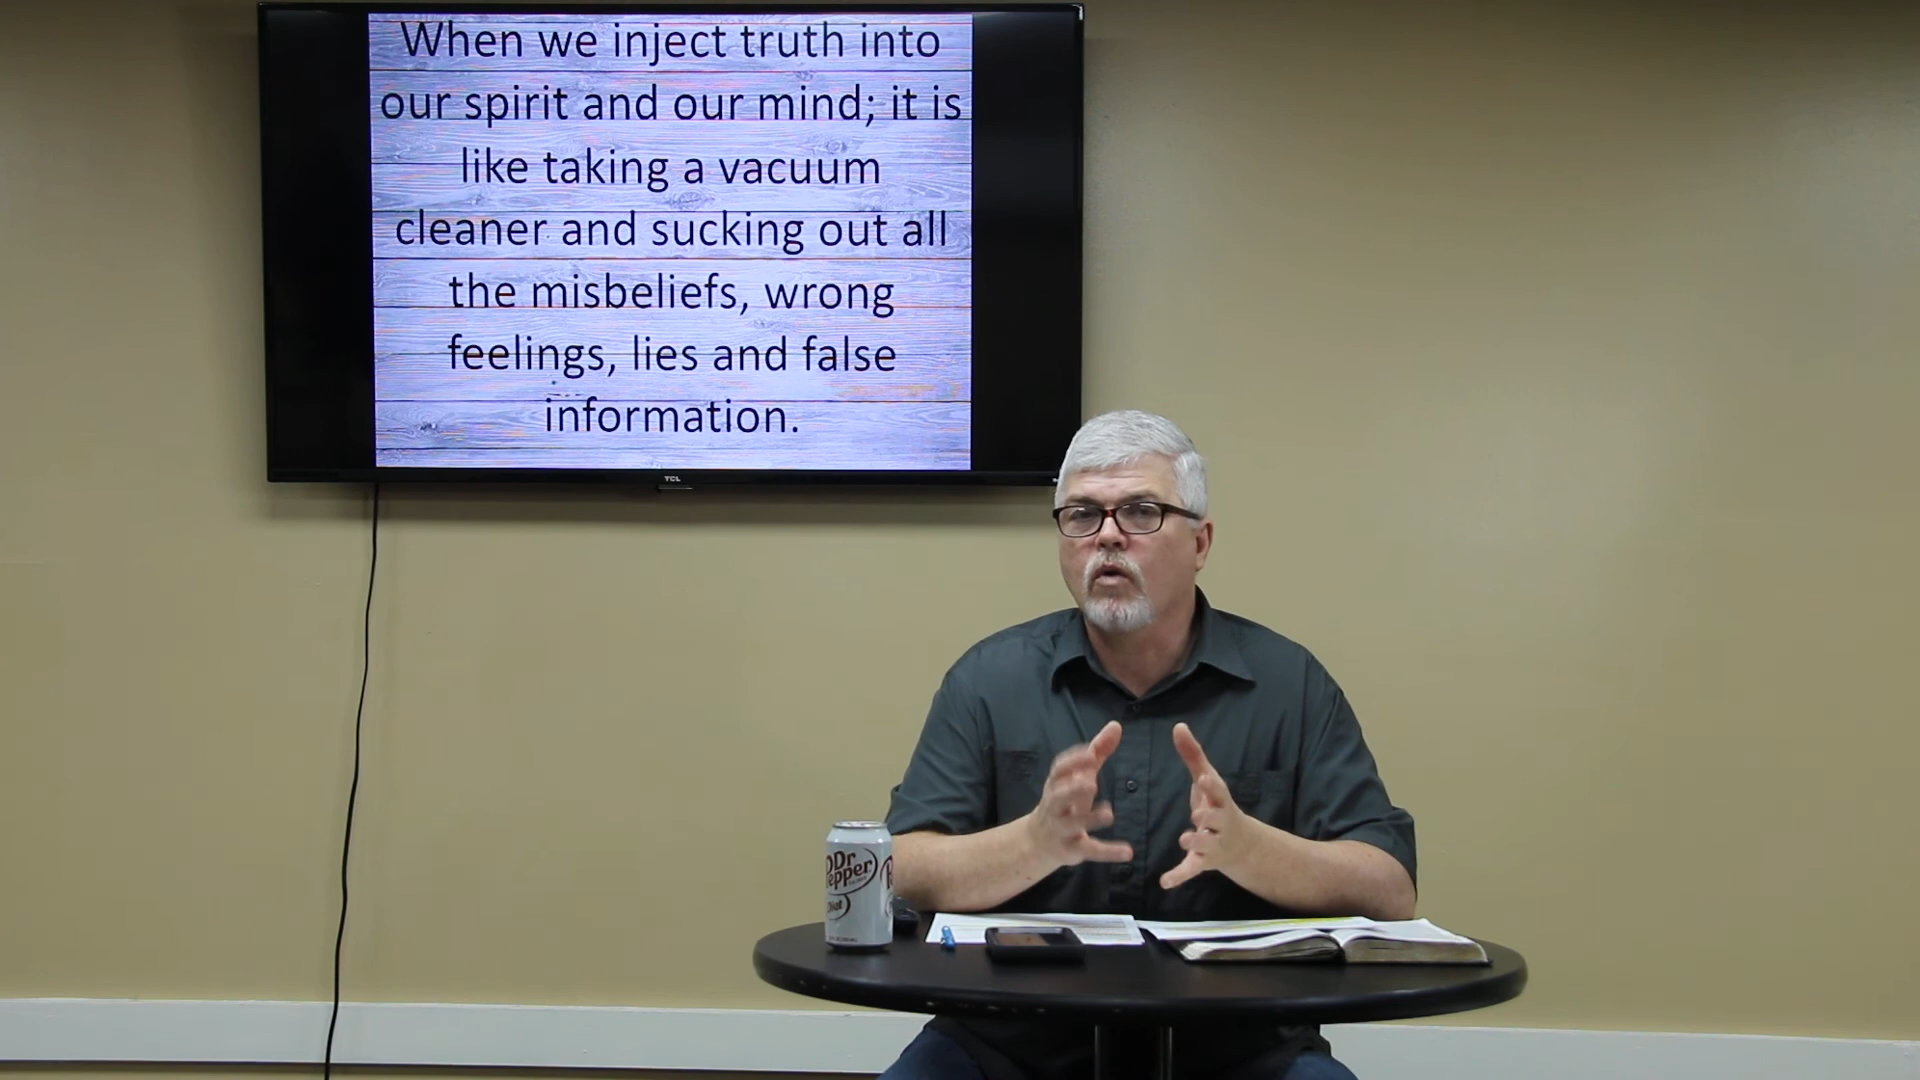 When we inject truth into
our spirit and our mind; it is
like taking a vacuum
cleaner and sucking out all
the misbeliefs, wrong
feelings, lies and false
information.
TCL
Dr
Pepper
Diet